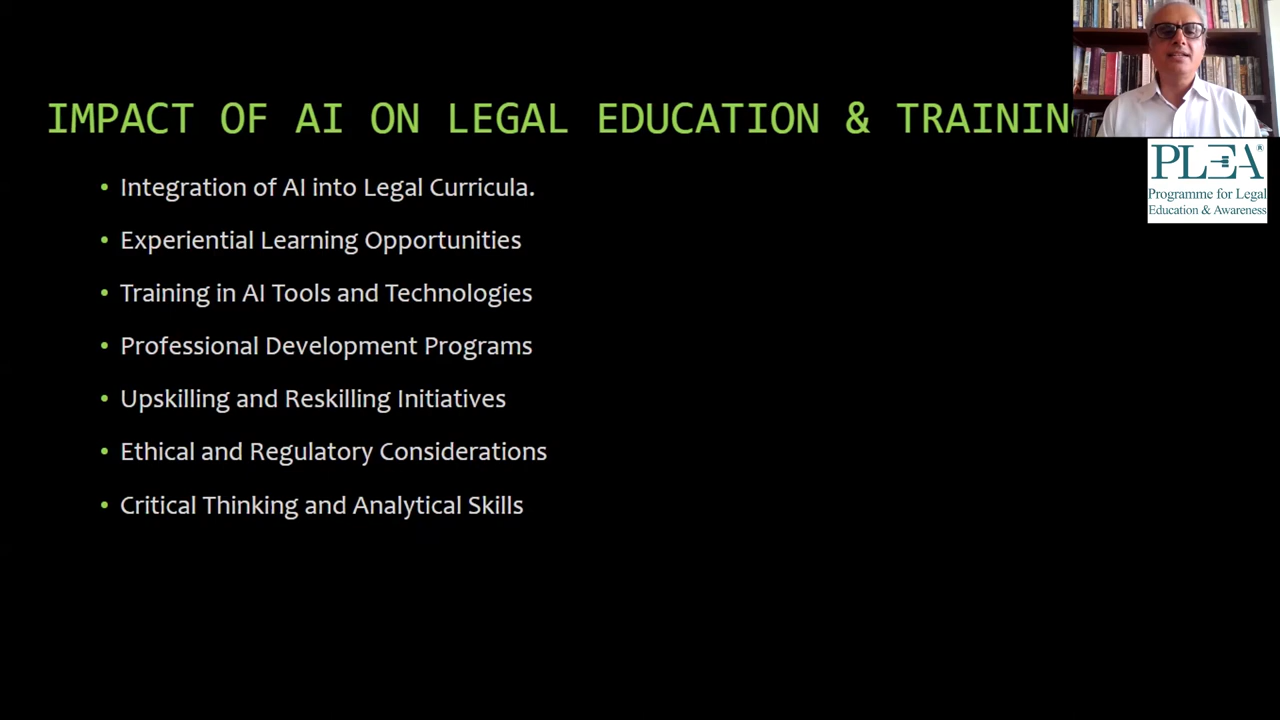 IMPACT OF AI ON LEGAL EDUCATION & TRAININ
• Integration of AI into Legal Curricula.
• Experiential Learning Opportunities
• Training in AI Tools and Technologies
• Professional Development Programs
• Upskilling and Reskilling Initiatives
• Ethical and Regulatory Considerations
• Critical Thinking and Analytical Skills
PLEA®
Programme for Legal
Education & Awareness